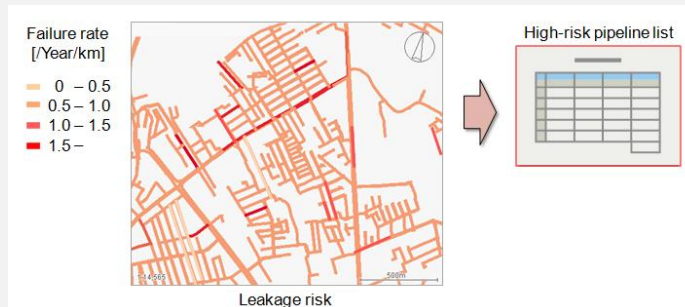 Failure rate
[/Year/km]
0 – 0.5
0.5 – 1.0
1.0 – 1.5
1.5 –
High-risk pipeline list
1:14,565
500m
Leakage risk